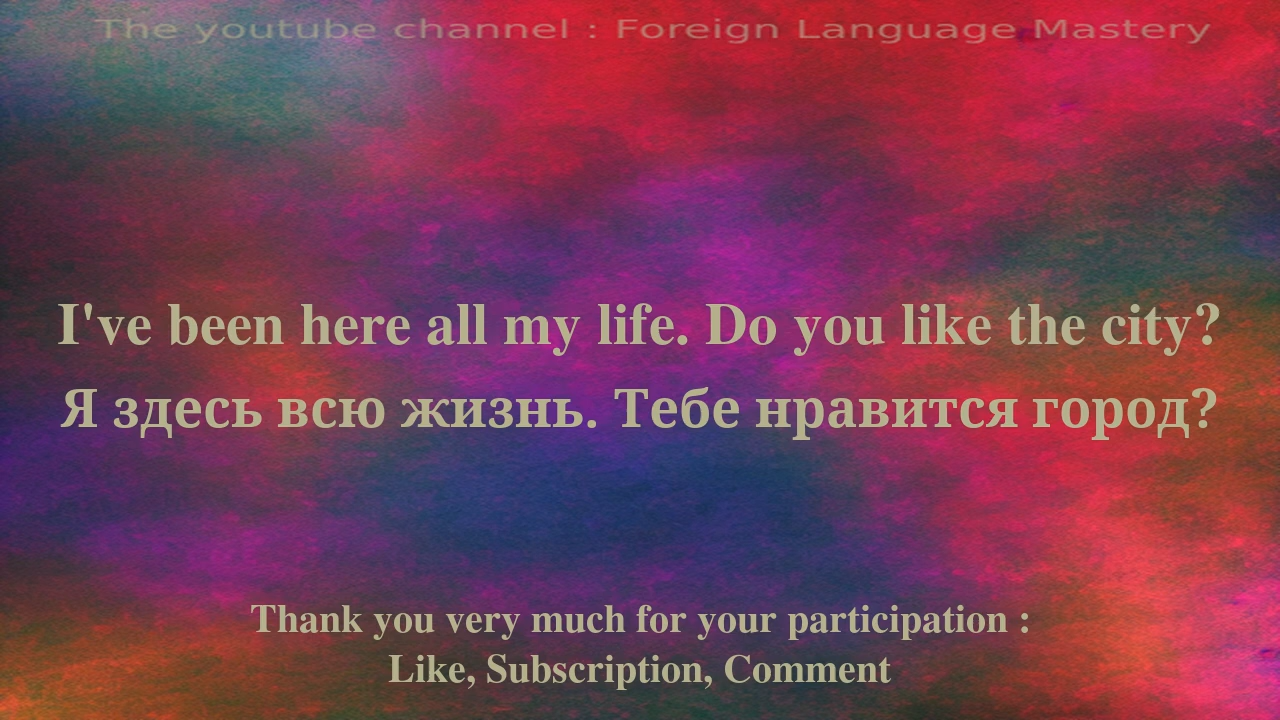 The youtube channel : Foreign Language Mastery
I've been here all my life. Do you like the city?
Я здесь всю жизнь. Тебе нравится город?
Thank you very much for your participation :
Like, Subscription, Comment